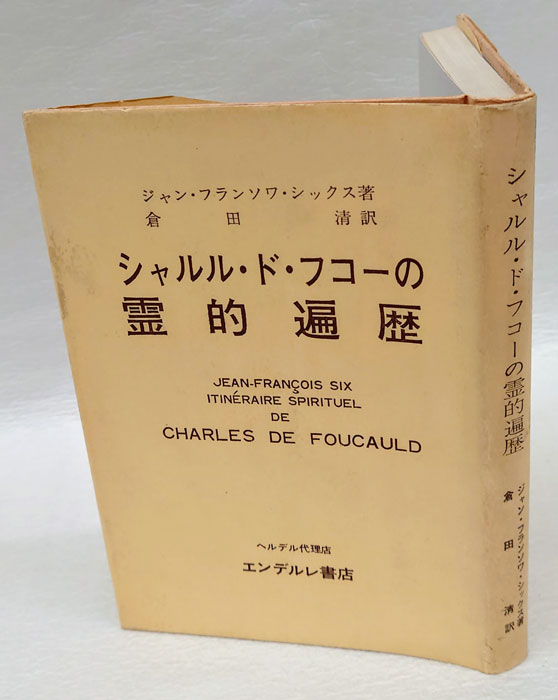 ジャン・フランソワ・シックス著
倉田 清訳
シャルル・ド・フコーの
霊的遍歴
JEAN-FRANÇOIS SIX
ITINÉRAIRE SPIRITUEL
DE
CHARLES DE FOUCAULD
ヘルデル代理店
エンデルレ書店
シャルル・ド・フコーの霊的遍歴
ジャン・フランソワ・シックス著
倉田 清訳